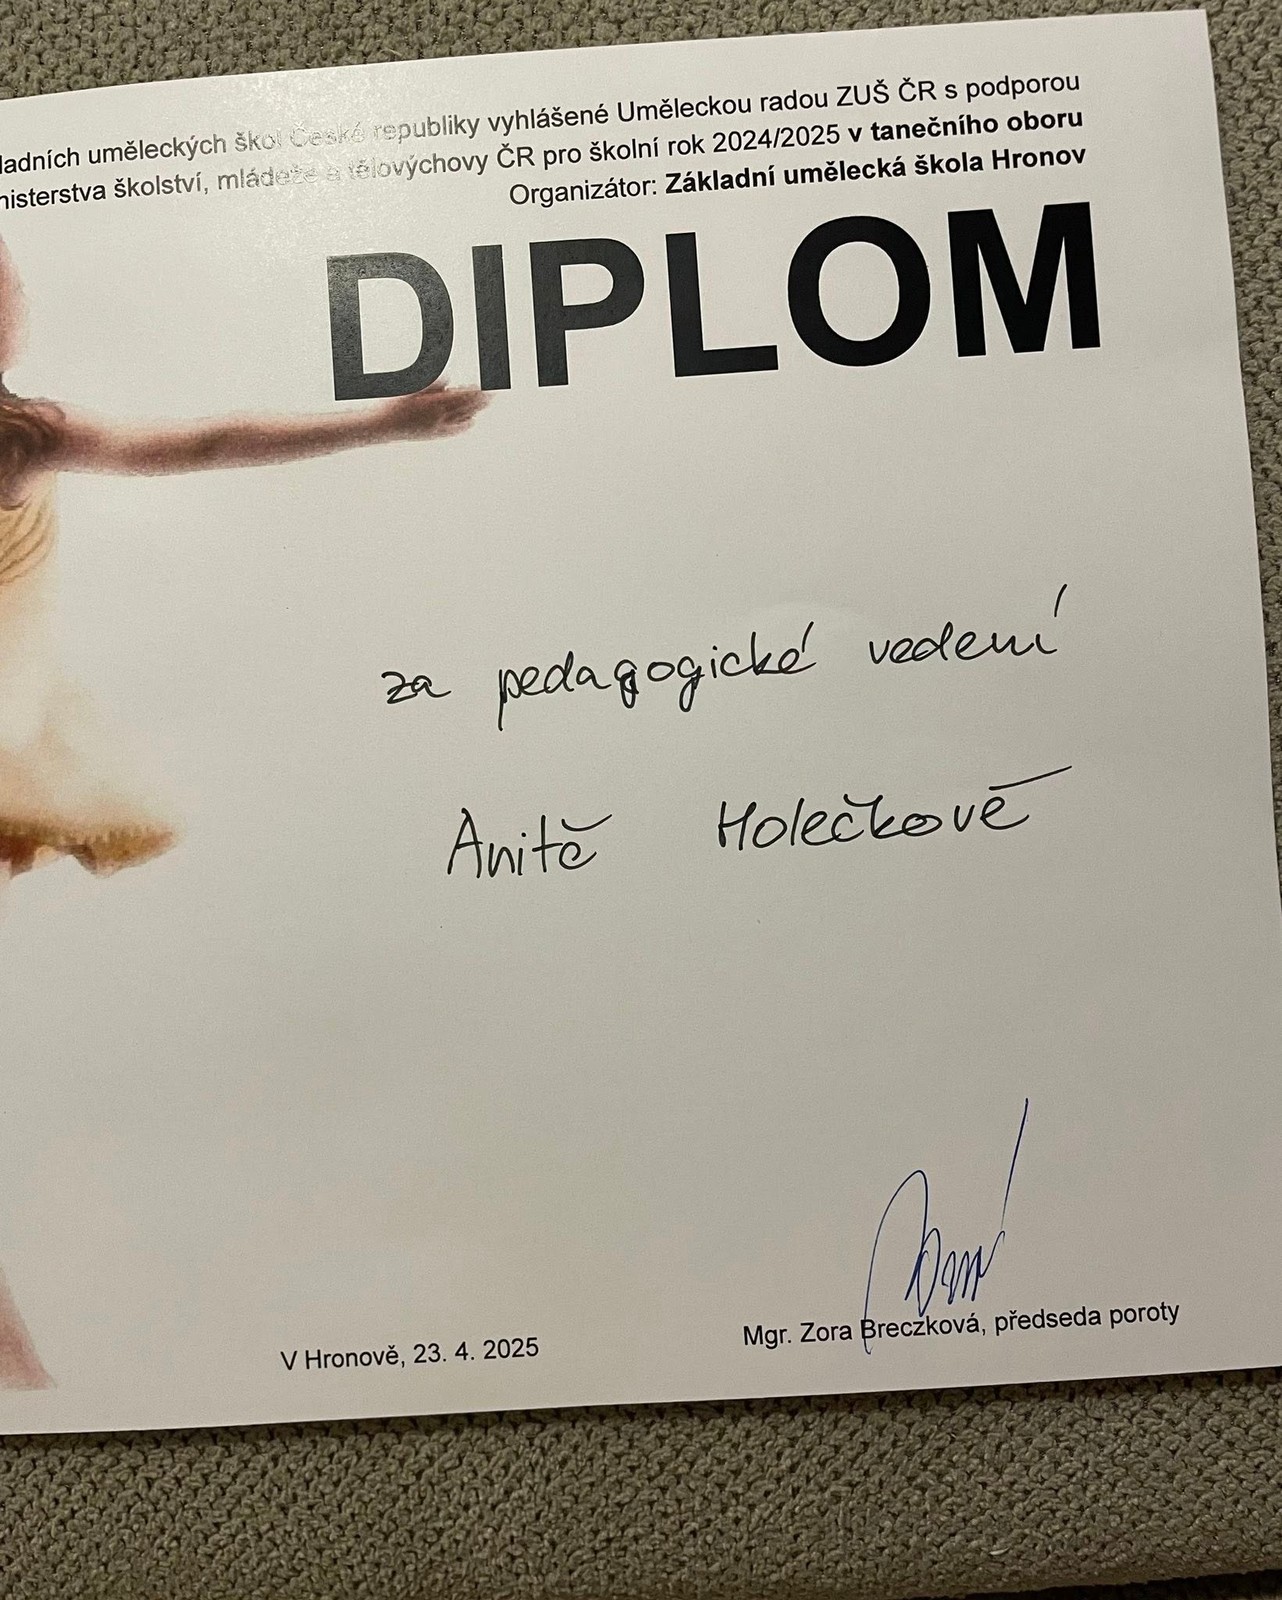 ladních uměleckých škol České republiky vyhlášené Uměleckou radou ZUŠ ČR s podporou
nisterstva školství, mládeže a tělovýchovy ČR pro školní rok 2024/2025 v tanečního oboru
Organizátor: Základní umělecká škola Hronov
DIPLOM
za pedagogické vedení
Anitě Holečkové
V Hronově, 23. 4. 2025
Mgr. Zora Breczková, předseda poroty